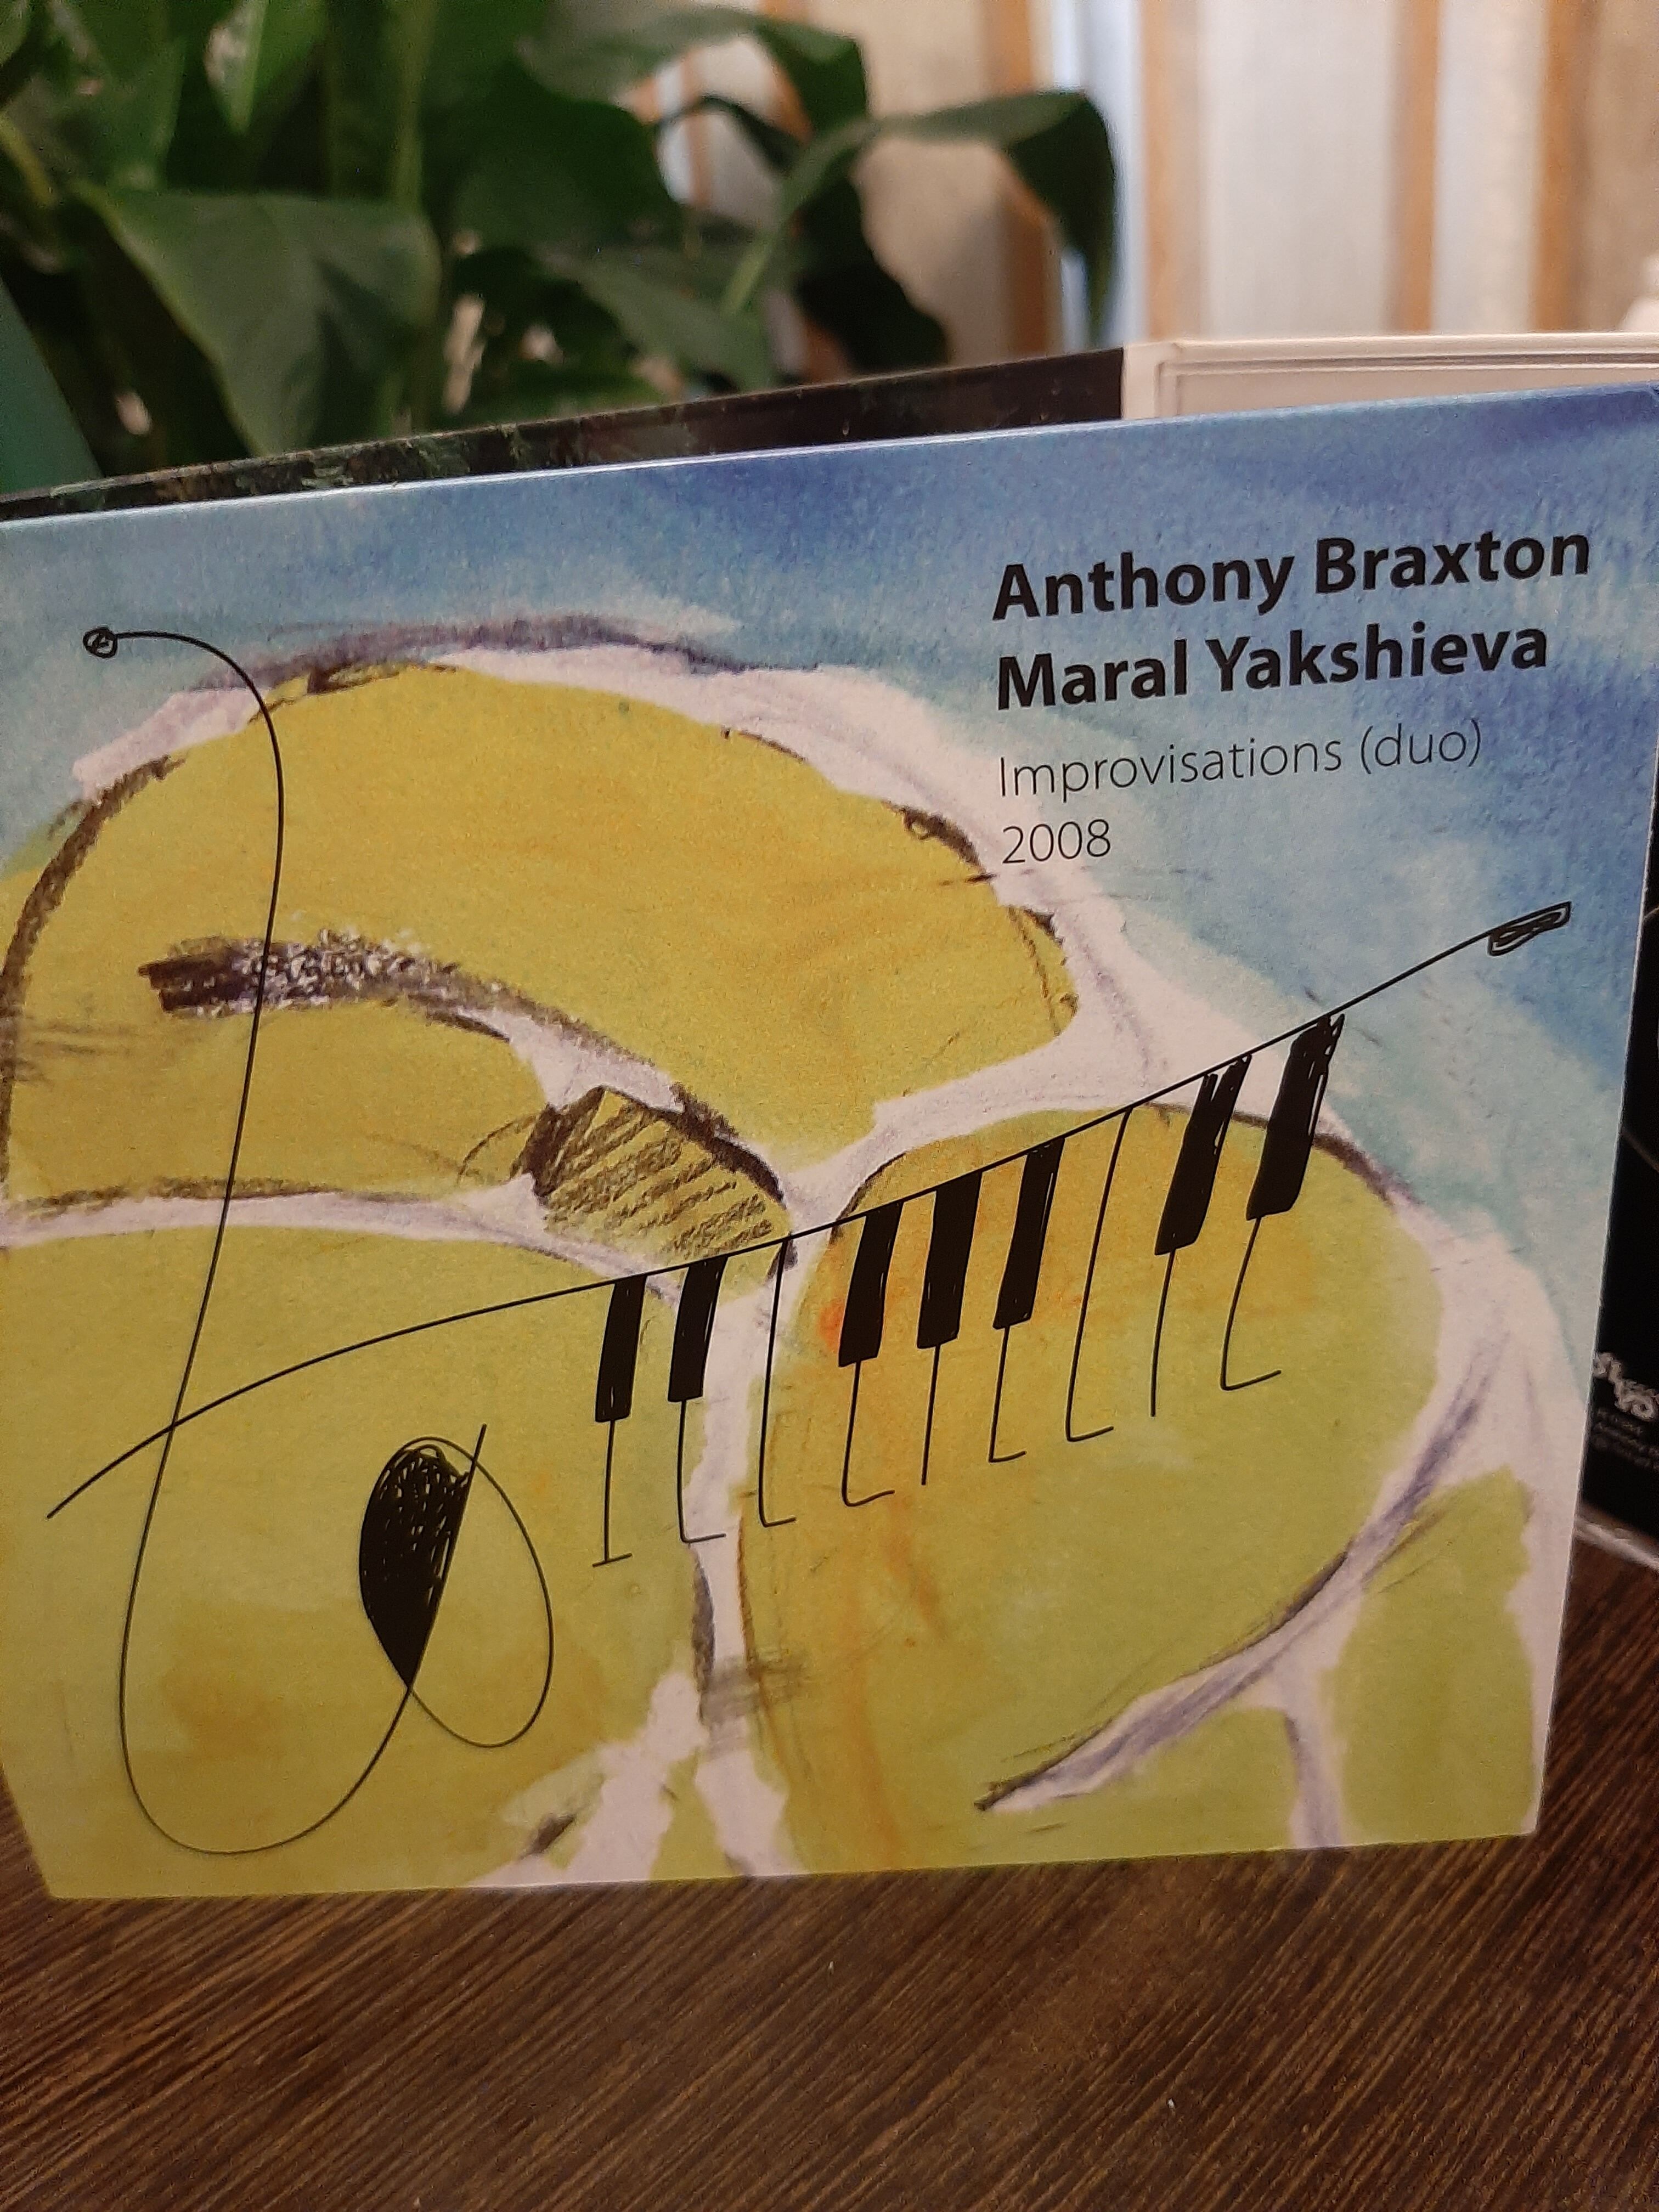 Anthony Braxton
Maral Yakshieva
Improvisations (duo)
2008